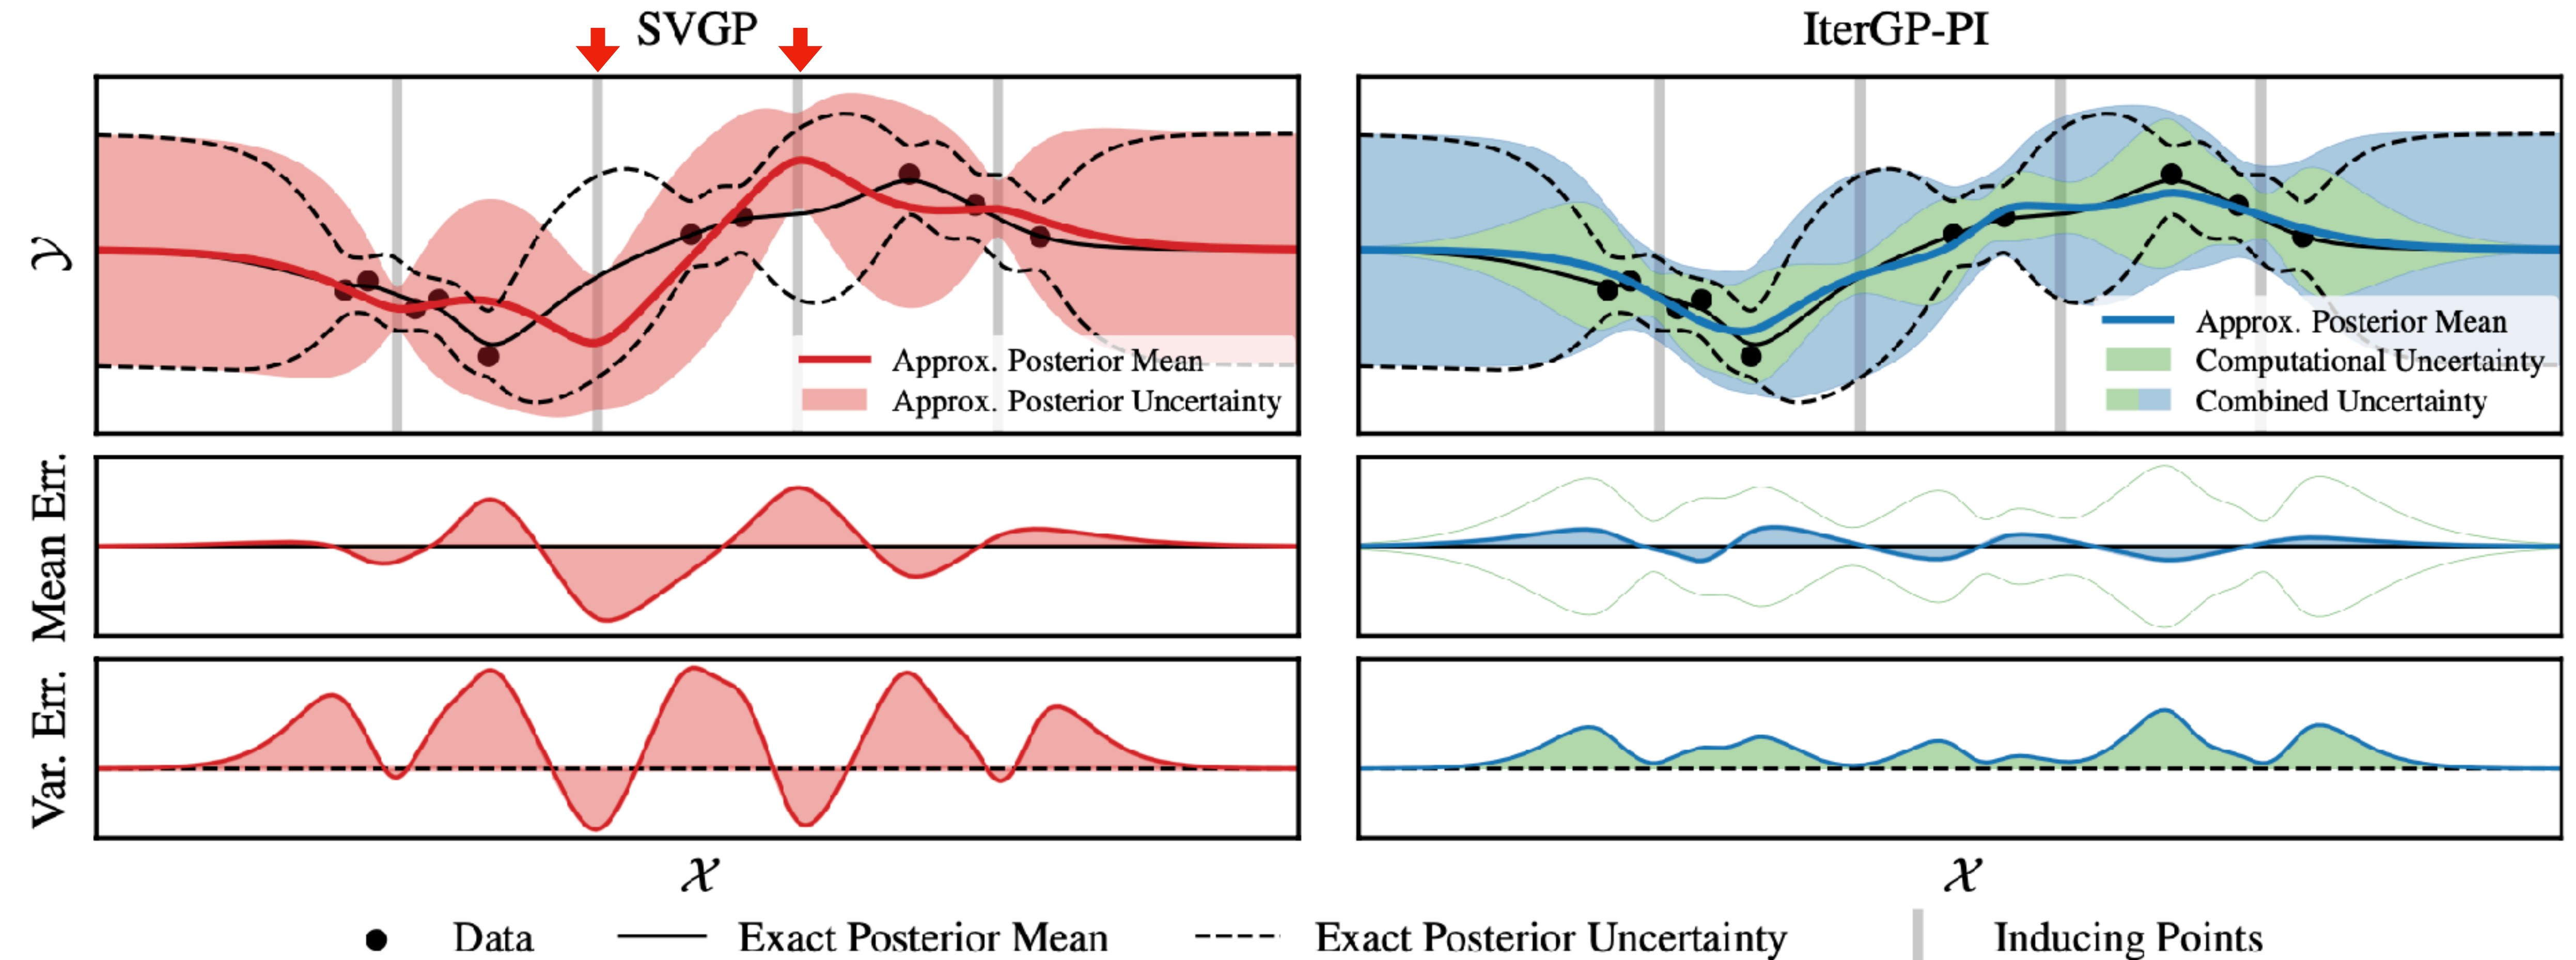 SVGP
IterGP-PI
𝒴
Approx. Posterior Mean
Approx. Posterior Uncertainty
Approx. Posterior Mean
Computational Uncertainty
Combined Uncertainty
Mean Err.
Var. Err.
𝒳
𝒳
Data
Exact Posterior Mean
Exact Posterior Uncertainty
Inducing Points